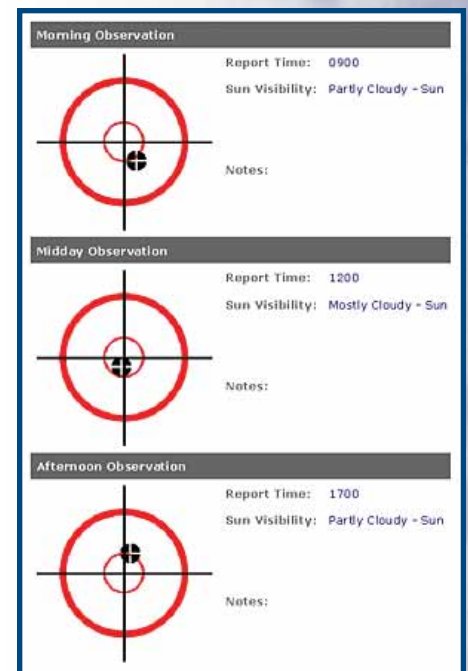 Morning Observation
Report Time: 0900
Sun Visibility: Partly Cloudy - Sun
Notes:
Midday Observation
Report Time: 1200
Sun Visibility: Mostly Cloudy - Sun
Notes:
Afternoon Observation
Report Time: 1700
Sun Visibility: Partly Cloudy - Sun
Notes: